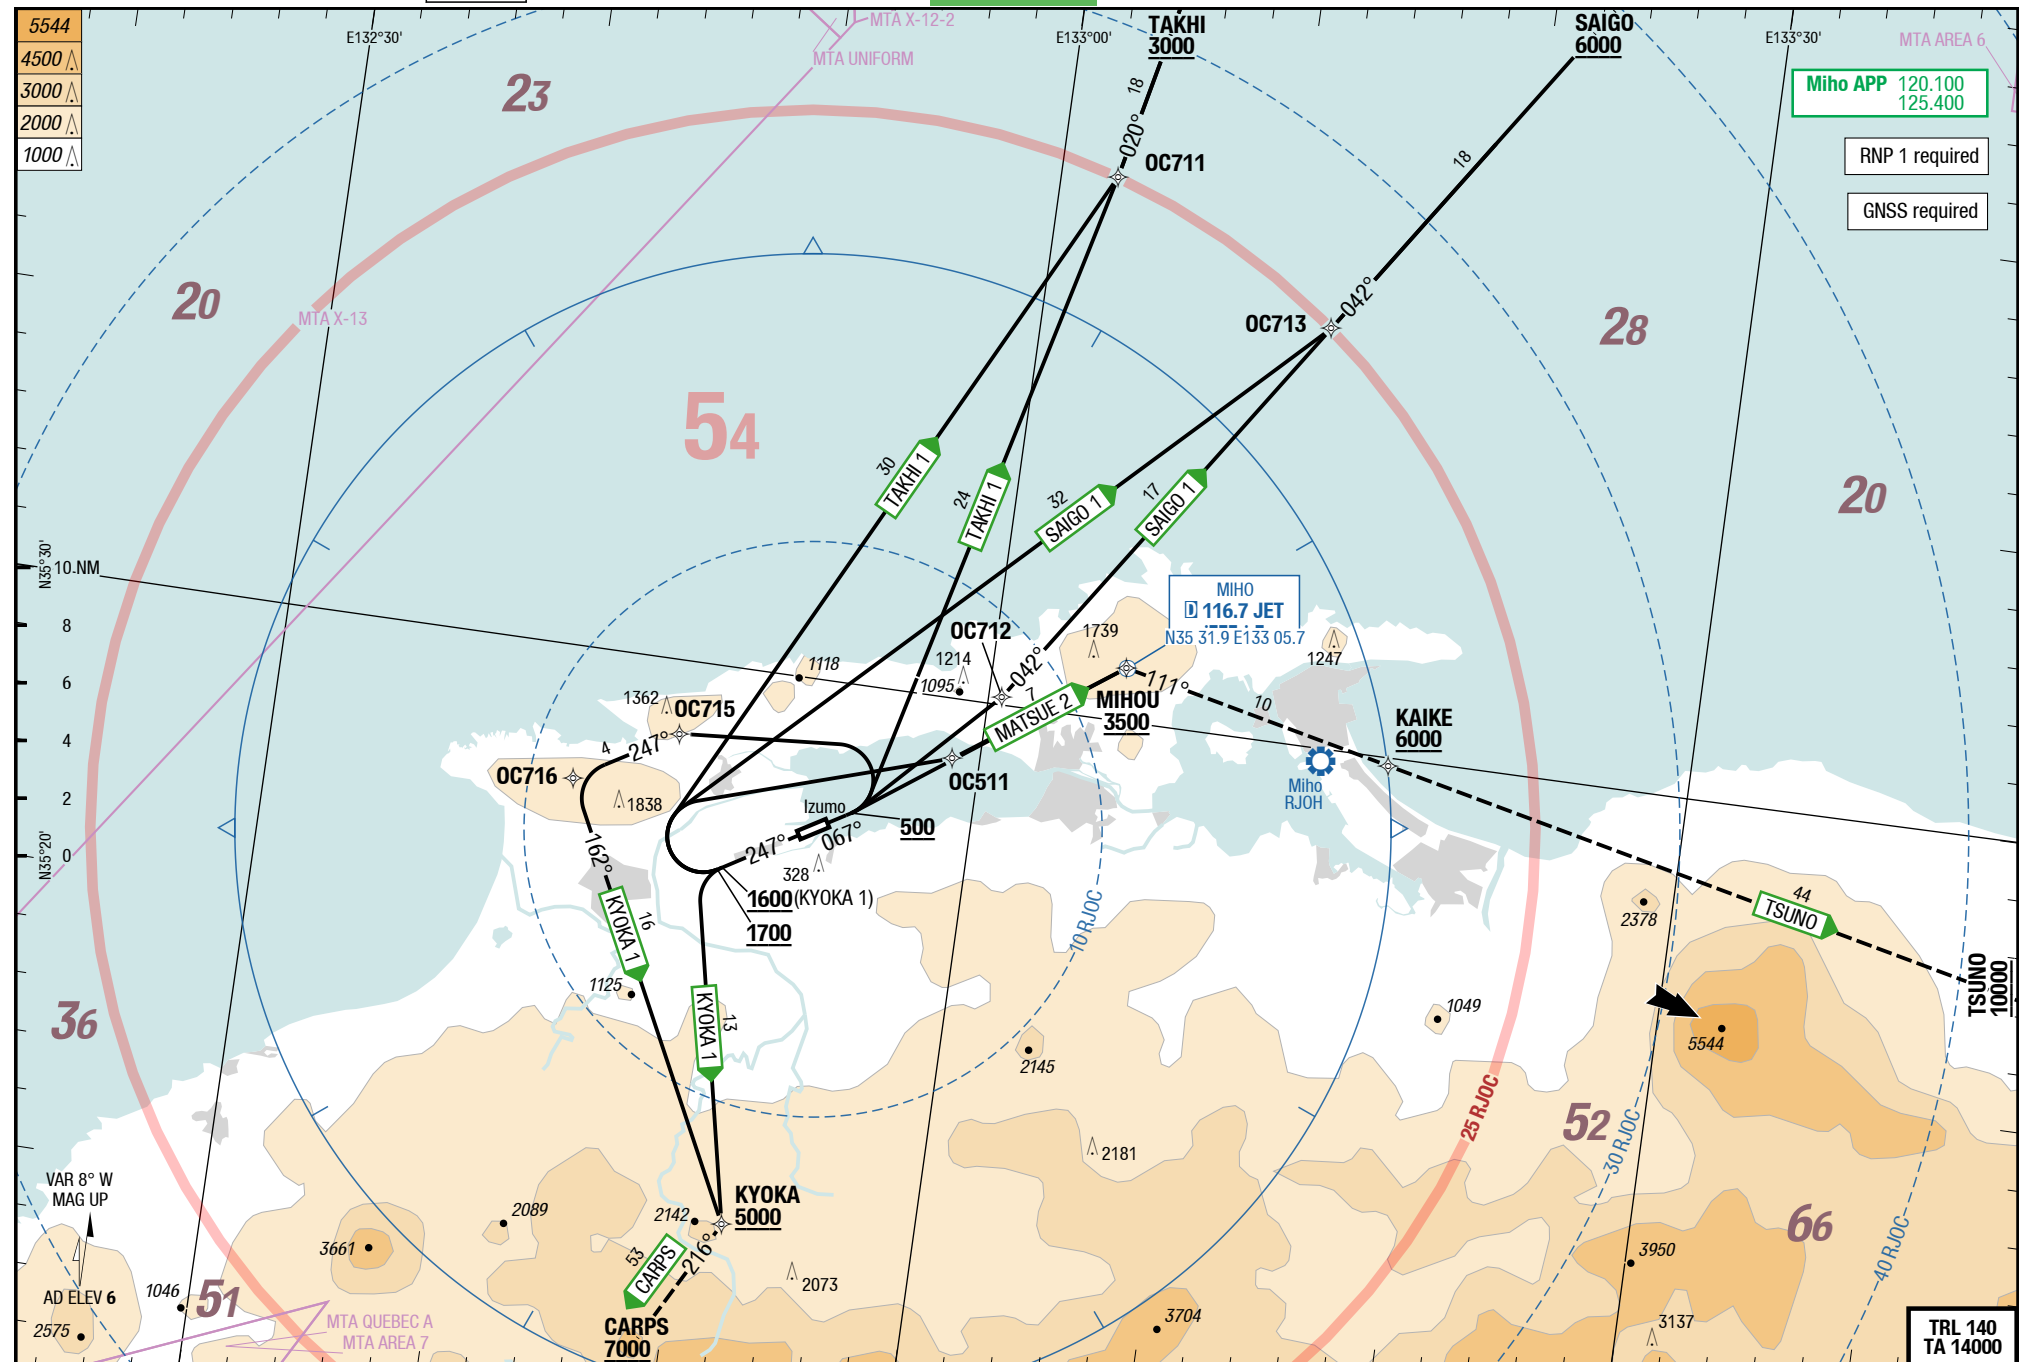 5544
4500
3000
2000
1000
E132°30'
MTA X-12-2
MTA UNIFORM
E133°00'
TAKHI
3000
SAIGO
6000
E133°30'
MTA AREA 6
Miho APP 120.100
125.400
RNP 1 required
GNSS required
23
18
020°
OC711
18
20
MTA X-13
OC713
042°
28
54
30
TAKHI 1
24
TAKHI 1
32
SAIGO 1
17
SAIGO 1
20
N35°30'
10 NM
8
6
4
2
0
N35°20'
MIHO
D 116.7 JET
N35 31.9 E133 05.7
OC712
1739
1247
042°
1214
1095
1118
1362
OC715
7
MATSUE 2
MIHOU
3500
111°
10
KAIKE
6000
4
247°
OC716
1838
OC511
Miho
RJOH
Izumo
500
067°
247°
328
162°
1600 (KYOKA 1)
1700
KYOKA 1
16
10 RJOC
2378
44
TSUNO
TSUNO
10000
36
1125
KYOKA 1
13
2145
1049
5544
25 RJOC
52
30 RJOC
2181
VAR 8° W
MAG UP
2089
2142
KYOKA
5000
3661
216°
53
CARPS
2073
66
3950
40 RJOC
1046
51
AD ELEV 6
2575
MTA QUEBEC A
MTA AREA 7
CARPS
7000
3704
3137
TRL 140
TA 14000